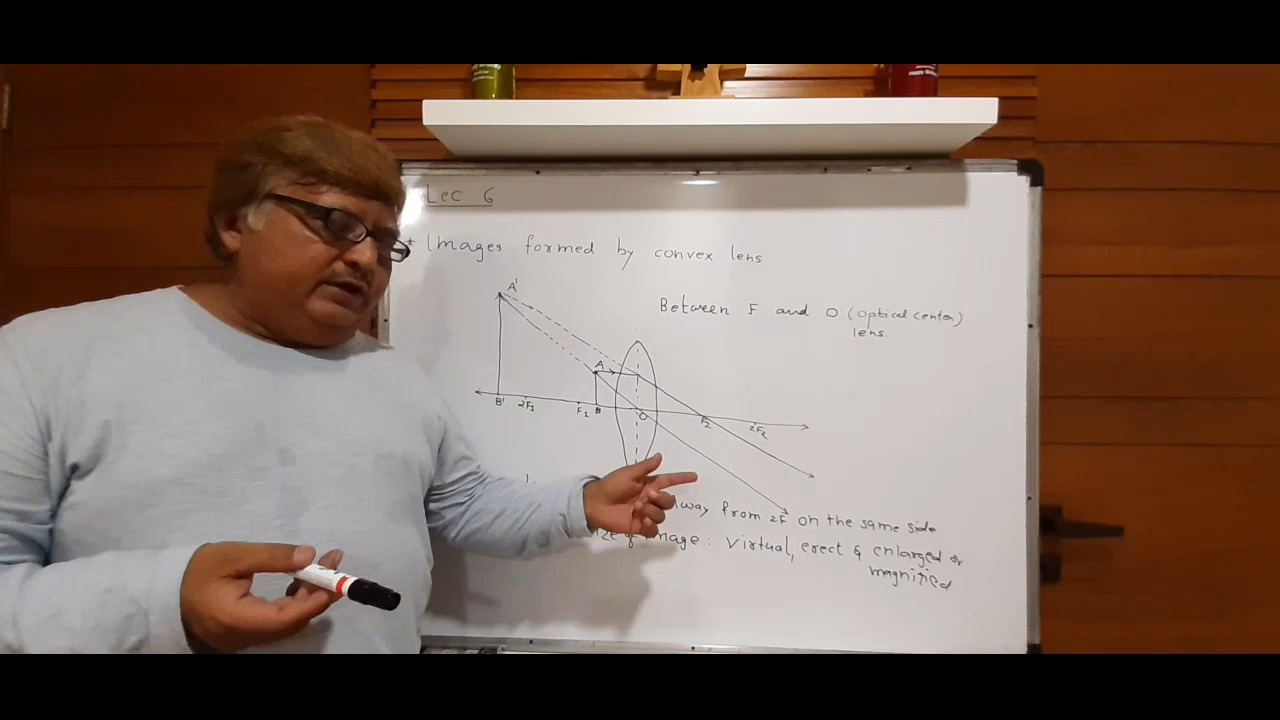 Lec 6
* Images formed by convex lens
A'
Between F and O (optical center)
lens
A
B' 2F1 F1 B O F2 2F2
away from 2F on the same side
Image : Virtual, erect & enlarged or
magnified